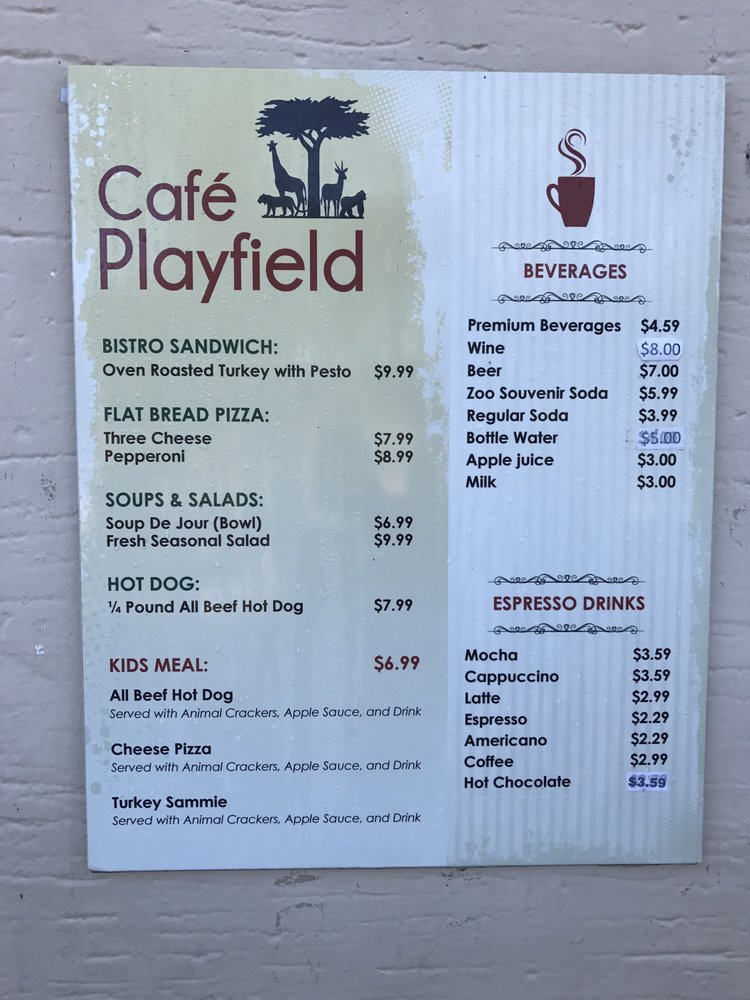 Café
Playfield
BISTRO SANDWICH:
Oven Roasted Turkey with Pesto $9.99
FLAT BREAD PIZZA:
Three Cheese $7.99
Pepperoni $8.99
SOUPS & SALADS:
Soup De Jour (Bowl) $6.99
Fresh Seasonal Salad $9.99
HOT DOG:
¼ Pound All Beef Hot Dog $7.99
KIDS MEAL: $6.99
All Beef Hot Dog
Served with Animal Crackers, Apple Sauce, and Drink
Cheese Pizza
Served with Animal Crackers, Apple Sauce, and Drink
Turkey Sammie
Served with Animal Crackers, Apple Sauce, and Drink
BEVERAGES
Premium Beverages $4.59
Wine $8.00
Beer $7.00
Zoo Souvenir Soda $5.99
Regular Soda $3.99
Bottle Water $5.00
Apple juice $3.00
Milk $3.00
ESPRESSO DRINKS
Mocha $3.59
Cappuccino $3.59
Latte $2.99
Espresso $2.29
Americano $2.29
Coffee $2.99
Hot Chocolate $3.59